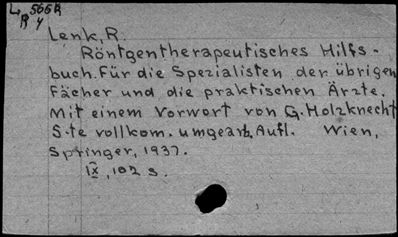 L 566R
R 4
Lenk, R.
Röntgentherapeutisches Hilfs-
buch. Für die Spezialisten der übrigen
Fächer und die praktischen Ärzte.
Mit einem Vorwort von G. Holzknecht
5-te vollkom. umgearb. Aufl. Wien,
Springer, 1937.
IX, 102 s.